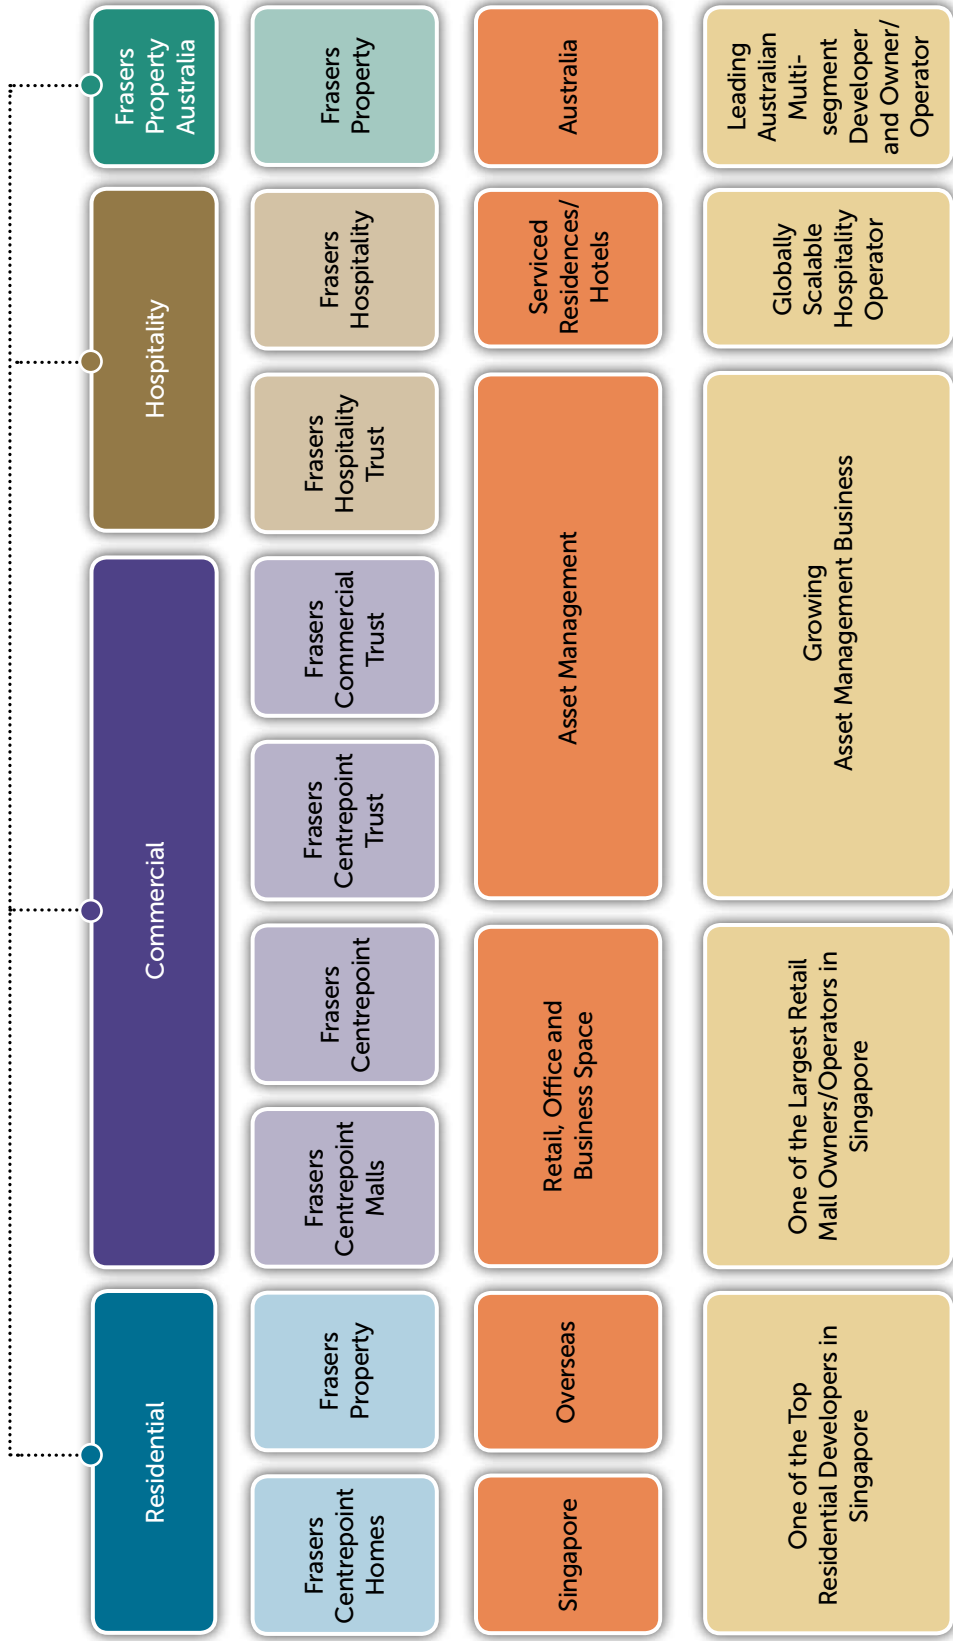 Residential
Commercial
Hospitality
Frasers
Property
Australia
Frasers
Centrepoint
Homes
Frasers
Property
Frasers
Centrepoint
Malls
Frasers
Centrepoint
Frasers
Centrepoint
Trust
Frasers
Commercial
Trust
Frasers
Hospitality
Trust
Frasers
Hospitality
Frasers
Property
Singapore
Overseas
Retail, Office and
Business Space
Asset Management
Serviced
Residences/
Hotels
Australia
One of the Top
Residential Developers in
Singapore
One of the Largest Retail
Mall Owners/Operators in
Singapore
Growing
Asset Management Business
Globally
Scalable
Hospitality
Operator
Leading
Australian
Multi-
segment
Developer
and Owner/
Operator